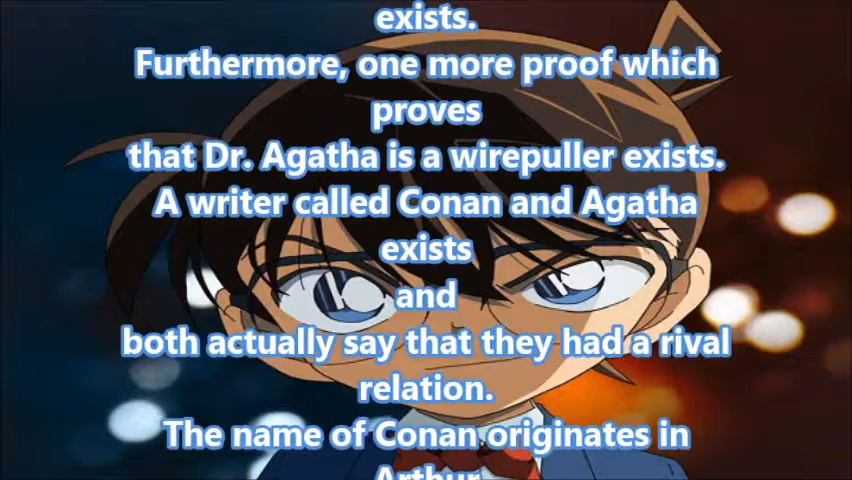 exists.
Furthermore, one more proof which
proves
that Dr. Agatha is a wirepuller exists.
A writer called Conan and Agatha
exists
and
both actually say that they had a rival
relation.
The name of Conan originates in
Arthur